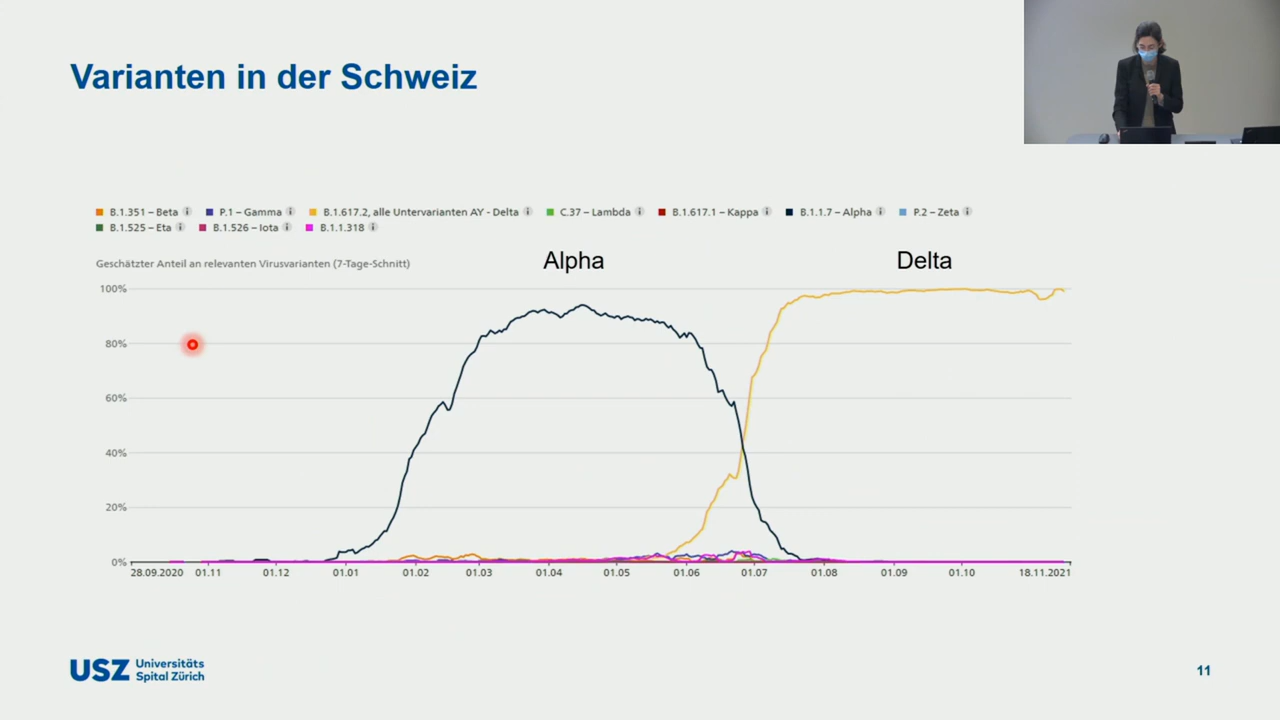 Varianten in der Schweiz
B.1.351 – Beta P.1 – Gamma B.1.617.2, alle Untervarianten AY - Delta C.37 – Lambda B.1.617.1 – Kappa B.1.1.7 – Alpha P.2 – Zeta
B.1.525 – Eta B.1.526 – Iota B.1.1.318
Alpha Delta
Geschätzter Anteil an relevanten Virusvarianten (7-Tage-Schnitt)
100%
80%
60%
40%
20%
0%
28.09.2020 01.11 01.12 01.01 01.02 01.03 01.04 01.05 01.06 01.07 01.08 01.09 01.10 18.11.2021
USZ Universitäts
Spital Zürich
11